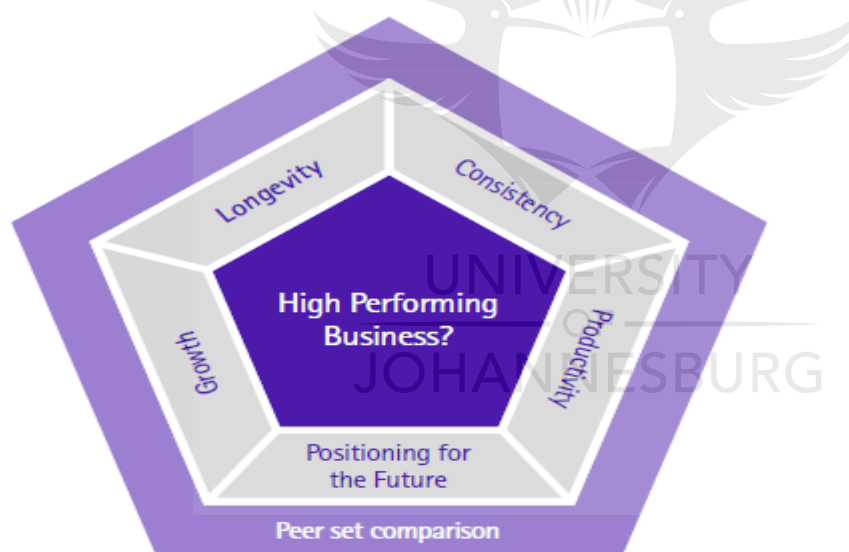 Longevity
Consistency
High Performing
Business?
Growth
Productivity
Positioning for
the Future
Peer set comparison
UNIVERSITY
OF
JOHANNESBURG